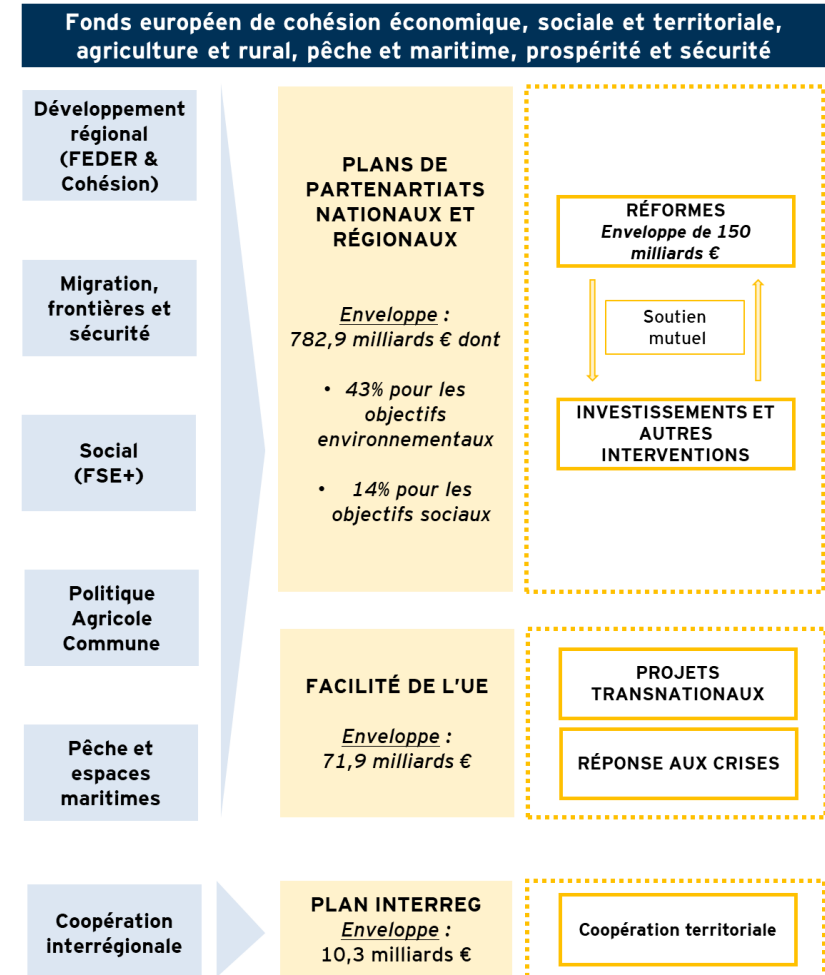 Fonds européen de cohésion économique, sociale et territoriale,
agriculture et rural, pêche et maritime, prospérité et sécurité
Développement
régional
(FEDER &
Cohésion)
Migration,
frontières et
sécurité
Social
(FSE+)
Politique
Agricole
Commune
Pêche et
espaces
maritimes
Coopération
interrégionale
PLANS DE
PARTENARTIATS
NATIONAUX ET
RÉGIONAUX
Enveloppe :
782,9 milliards € dont
• 43% pour les
objectifs
environnementaux
• 14% pour les
objectifs sociaux
FACILITÉ DE L'UE
Enveloppe :
71,9 milliards €
PLAN INTERREG
Enveloppe :
10,3 milliards €
RÉFORMES
Enveloppe de 150
milliards €
Soutien
mutuel
INVESTISSEMENTS ET
AUTRES
INTERVENTIONS
PROJETS
TRANSNATIONAUX
RÉPONSE AUX CRISES
Coopération territoriale